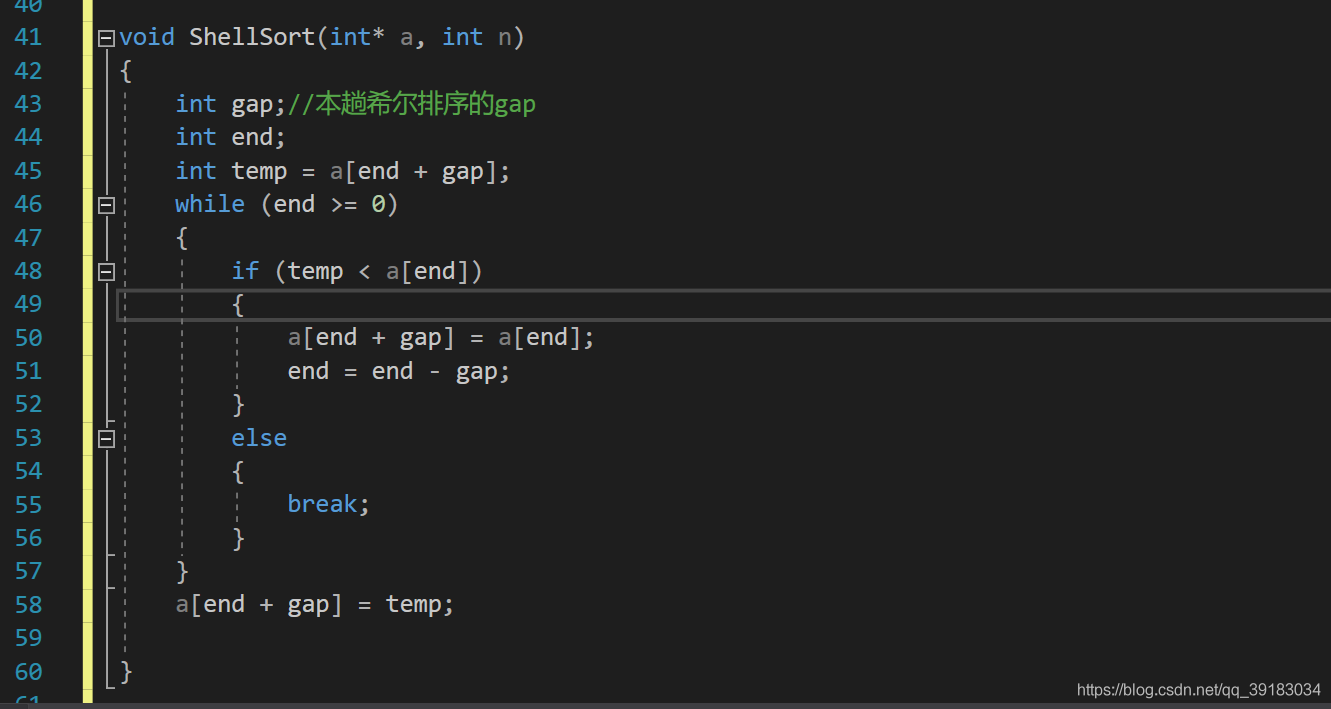 40
41 void ShellSort(int* a, int n)
42 {
43 int gap;//本趟希尔排序的gap
44 int end;
45 int temp = a[end + gap];
46 while (end >= 0)
47 {
48 if (temp < a[end])
49 {
50 a[end + gap] = a[end];
51 end = end - gap;
52 }
53 else
54 {
55 break;
56 }
57 }
58 a[end + gap] = temp;
59
60 }
61
https://blog.csdn.net/qq_39183034